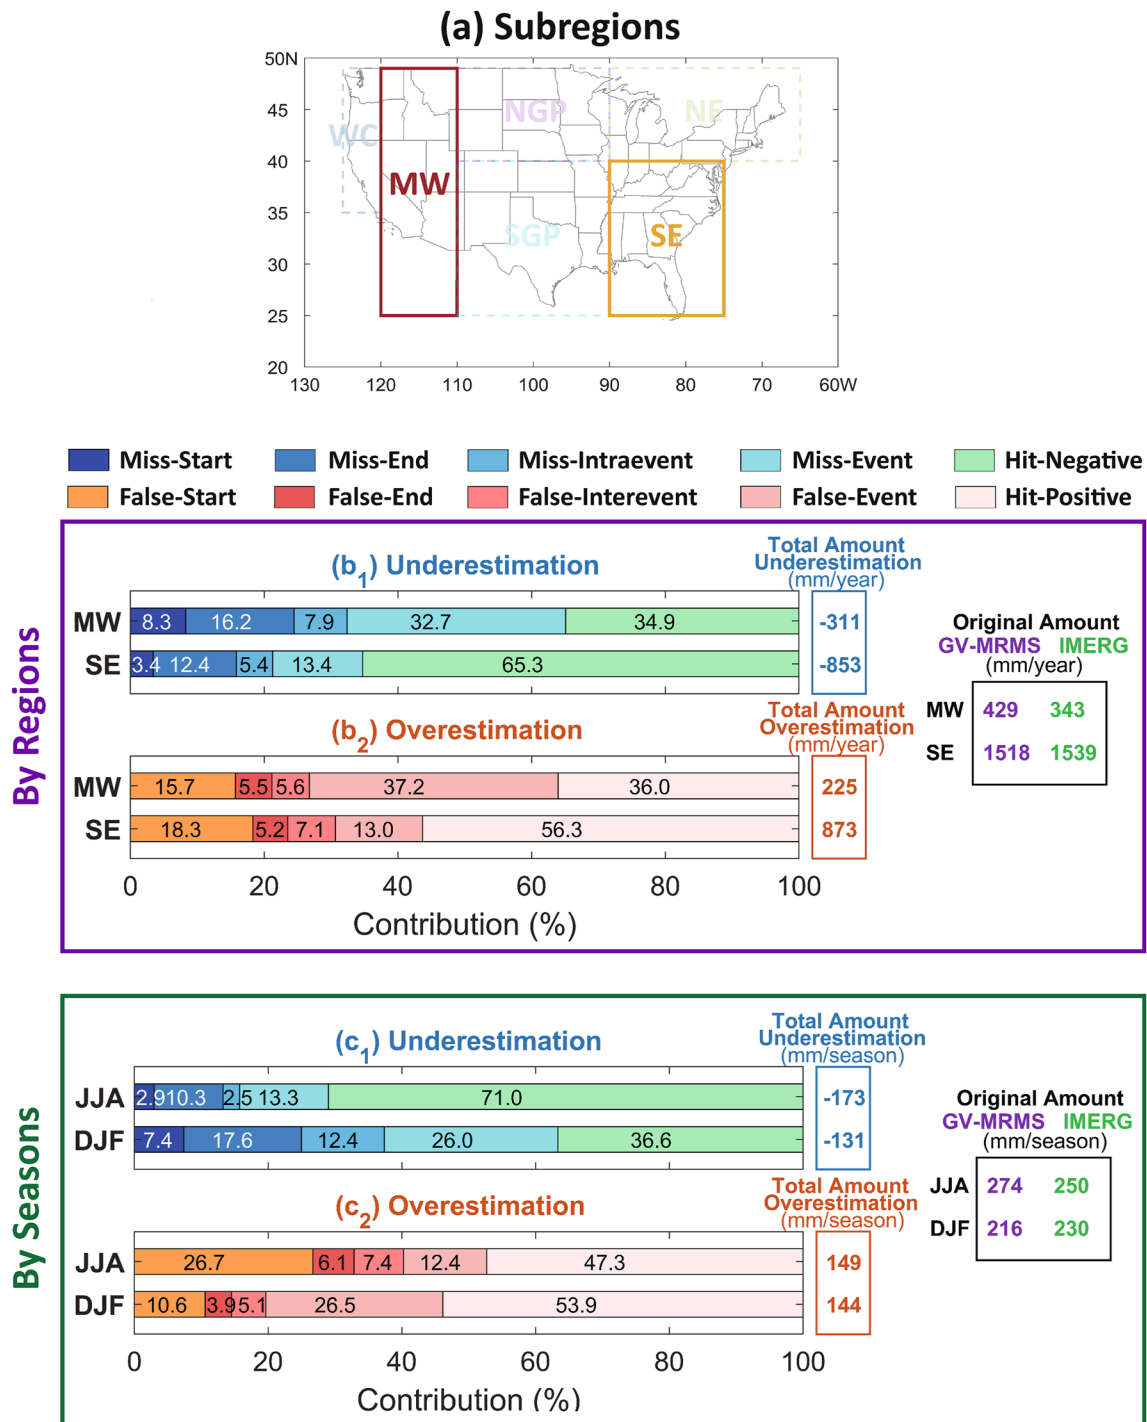 (a) Subregions
50N
45
40
35
30
25
20
130 120 110 100 90 80 70 60W
WC
MW
NGP
SGP
NE
SE
Miss-Start Miss-End Miss-Intraevent Miss-Event Hit-Negative
False-Start False-End False-Interevent False-Event Hit-Positive
By Regions
(b1) Underestimation
Total Amount
Underestimation
(mm/year)
MW 8.3 16.2 7.9 32.7 34.9 -311
SE 3.4 12.4 5.4 13.4 65.3 -853
(b2) Overestimation
Total Amount
Overestimation
(mm/year)
MW 15.7 5.5 5.6 37.2 36.0 225
SE 18.3 5.2 7.1 13.0 56.3 873
0 20 40 60 80 100
Contribution (%)
Original Amount
GV-MRMS IMERG
(mm/year)
MW 429 343
SE 1518 1539
By Seasons
(c1) Underestimation
Total Amount
Underestimation
(mm/season)
JJA 2.9 10.3 2.5 13.3 71.0 -173
DJF 7.4 17.6 12.4 26.0 36.6 -131
(c2) Overestimation
Total Amount
Overestimation
(mm/season)
JJA 26.7 6.1 7.4 12.4 47.3 149
DJF 10.6 3.9 5.1 26.5 53.9 144
0 20 40 60 80 100
Contribution (%)
Original Amount
GV-MRMS IMERG
(mm/season)
JJA 274 250
DJF 216 230